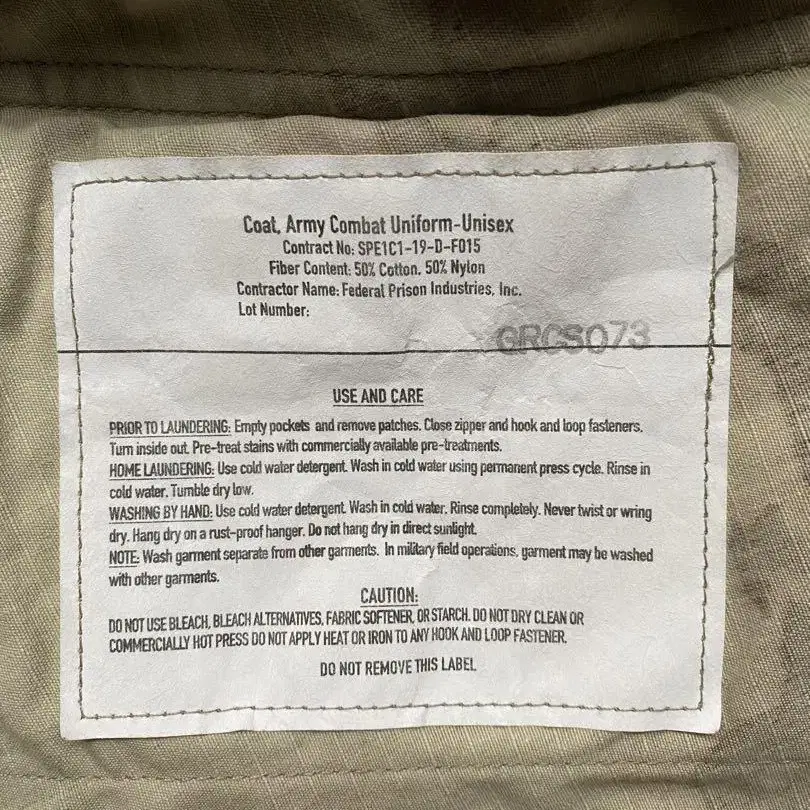 Coat, Army Combat Uniform-Unisex
Contract No: SPE1C1-19-D-F015
Fiber Content: 50% Cotton, 50% Nylon
Contractor Name: Federal Prison Industries, Inc.
Lot Number:
GRCS073
USE AND CARE
PRIOR TO LAUNDERING: Empty pockets and remove patches. Close zipper and hook and loop fasteners.
Turn inside out. Pre-treat stains with commercially available pre-treatments.
HOME LAUNDERING: Use cold water detergent. Wash in cold water using permanent press cycle. Rinse in
cold water. Tumble dry low.
WASHING BY HAND: Use cold water detergent. Wash in cold water. Rinse completely. Never twist or wring
dry. Hang dry on a rust-proof hanger. Do not hang dry in direct sunlight.
NOTE: Wash garment separate from other garments. In military field operations, garment may be washed
with other garments.
CAUTION:
DO NOT USE BLEACH, BLEACH ALTERNATIVES, FABRIC SOFTENER, OR STARCH. DO NOT DRY CLEAN OR
COMMERCIALLY HOT PRESS DO NOT APPLY HEAT OR IRON TO ANY HOOK AND LOOP FASTENER.
DO NOT REMOVE THIS LABEL